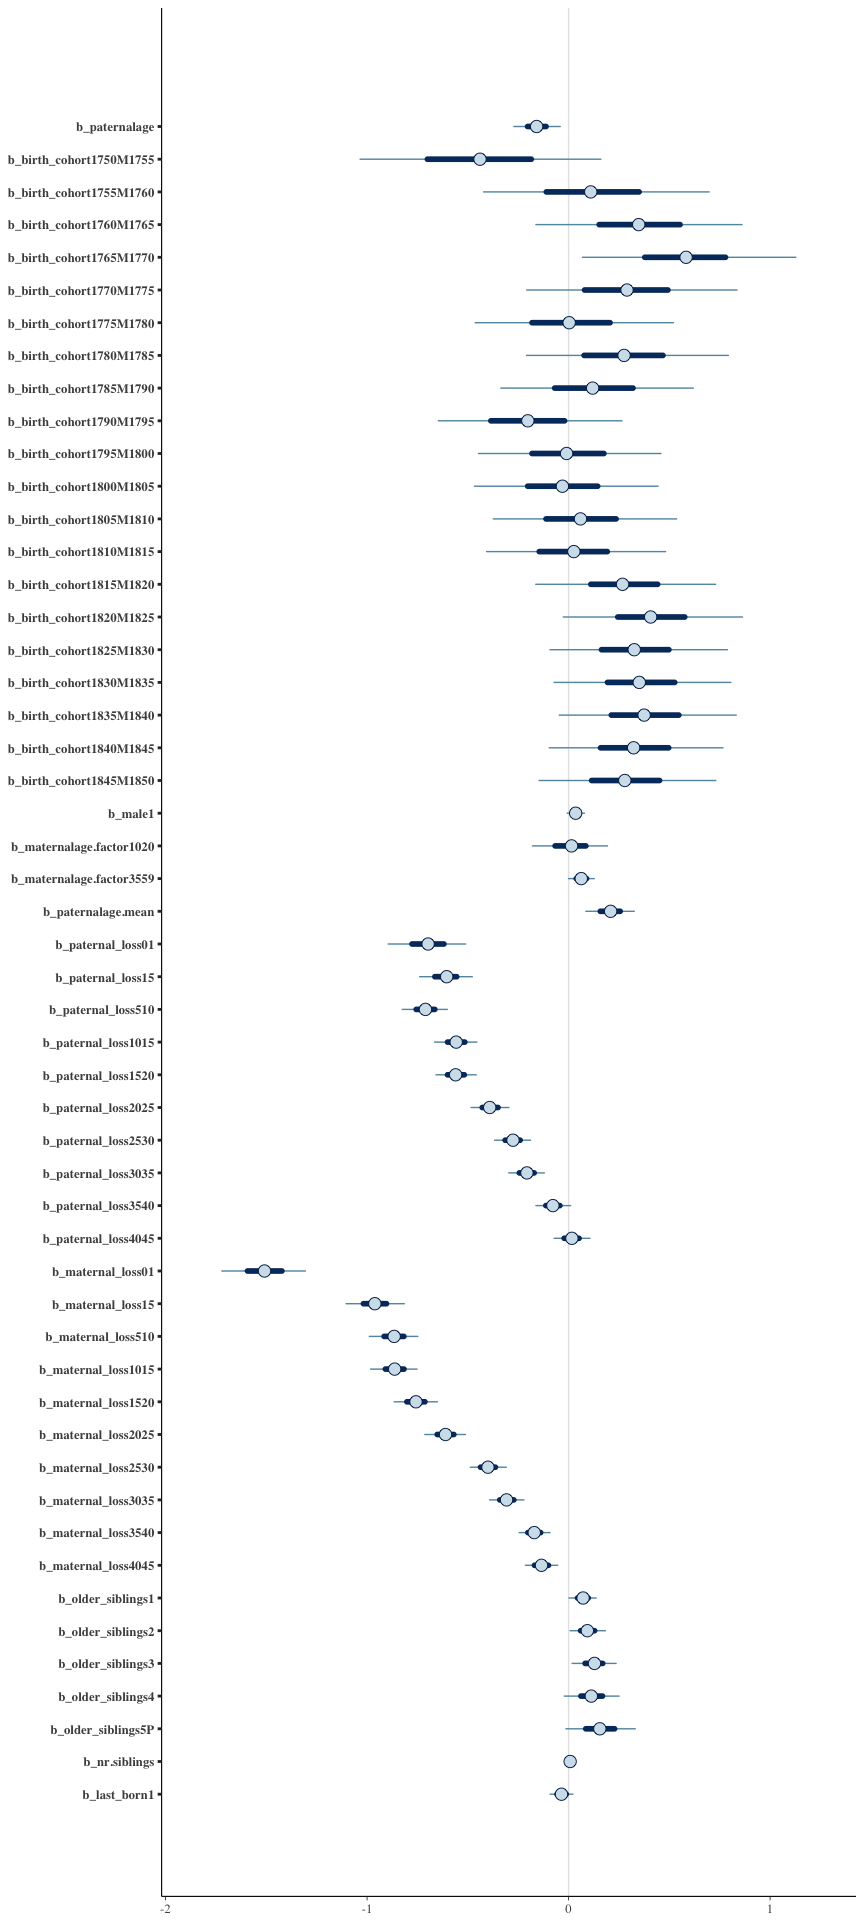 b_paternalage
b_birth_cohort1750M1755
b_birth_cohort1755M1760
b_birth_cohort1760M1765
b_birth_cohort1765M1770
b_birth_cohort1770M1775
b_birth_cohort1775M1780
b_birth_cohort1780M1785
b_birth_cohort1785M1790
b_birth_cohort1790M1795
b_birth_cohort1795M1800
b_birth_cohort1800M1805
b_birth_cohort1805M1810
b_birth_cohort1810M1815
b_birth_cohort1815M1820
b_birth_cohort1820M1825
b_birth_cohort1825M1830
b_birth_cohort1830M1835
b_birth_cohort1835M1840
b_birth_cohort1840M1845
b_birth_cohort1845M1850
b_male1
b_maternalage.factor1020
b_maternalage.factor3559
b_paternalage.mean
b_paternal_loss01
b_paternal_loss15
b_paternal_loss510
b_paternal_loss1015
b_paternal_loss1520
b_paternal_loss2025
b_paternal_loss2530
b_paternal_loss3035
b_paternal_loss3540
b_paternal_loss4045
b_maternal_loss01
b_maternal_loss15
b_maternal_loss510
b_maternal_loss1015
b_maternal_loss1520
b_maternal_loss2025
b_maternal_loss2530
b_maternal_loss3035
b_maternal_loss3540
b_maternal_loss4045
b_older_siblings1
b_older_siblings2
b_older_siblings3
b_older_siblings4
b_older_siblings5P
b_nr.siblings
b_last_born1
-2 -1 0 1